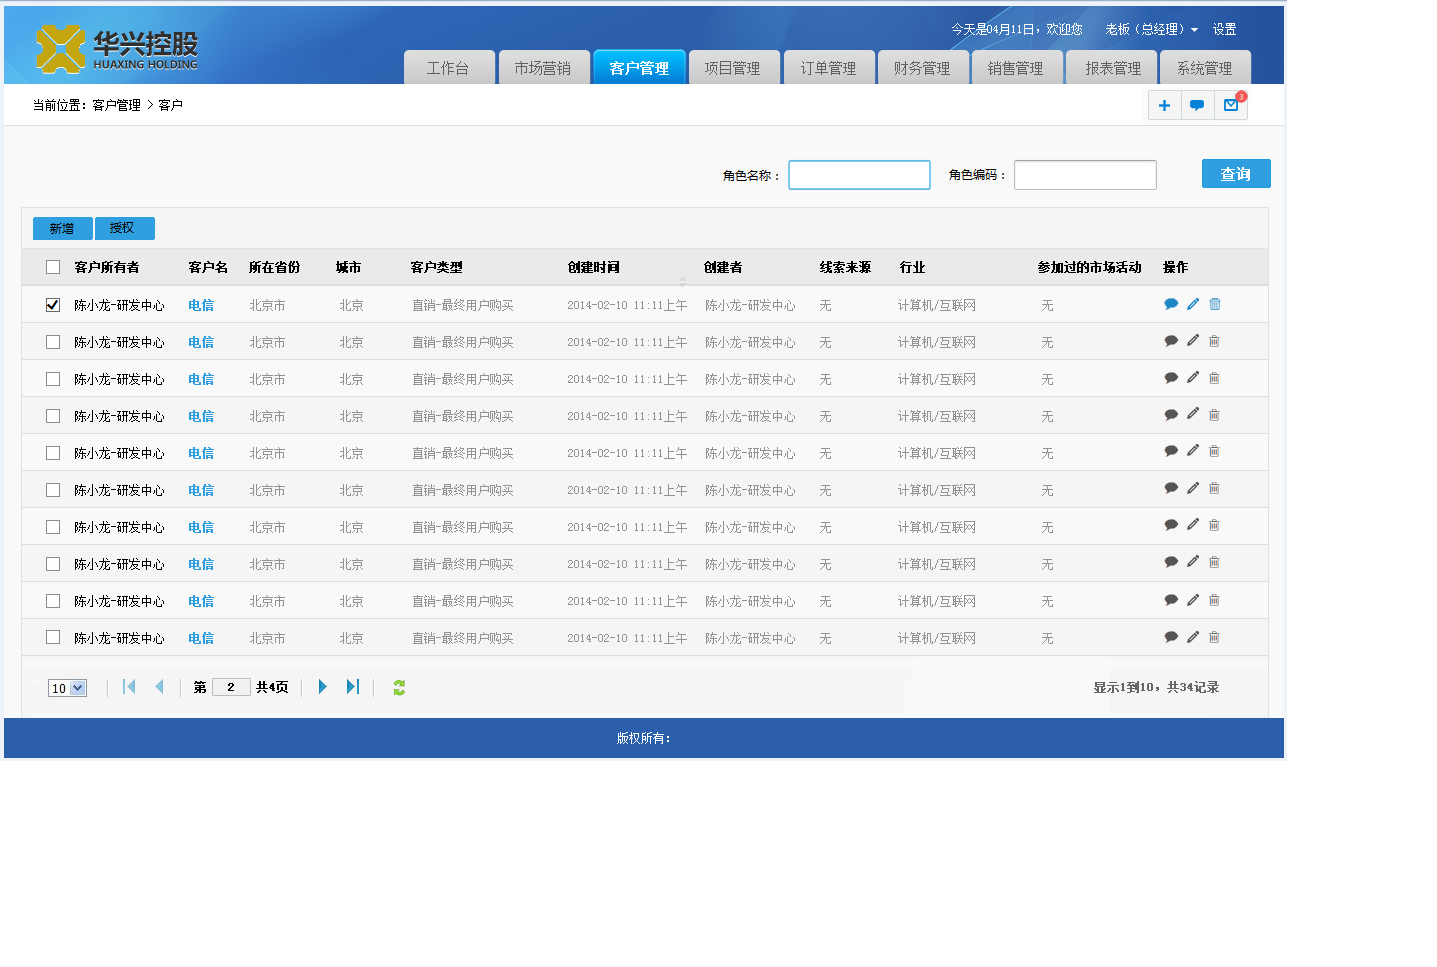 华兴控股
HUAXING HOLDING
今天是04月11日，欢迎您 老板（总经理） 设置
工作台 市场营销 客户管理 项目管理 订单管理 财务管理 销售管理 报表管理 系统管理
当前位置：客户管理 > 客户
3
角色名称： 角色编码： 查询
新增 授权
客户所有者 客户名 所在省份 城市 客户类型 创建时间 创建者 线索来源 行业 参加过的市场活动 操作
陈小龙-研发中心 电信 北京市 北京 直销-最终用户购买 2014-02-10 11:11上午 陈小龙-研发中心 无 计算机/互联网 无
陈小龙-研发中心 电信 北京市 北京 直销-最终用户购买 2014-02-10 11:11上午 陈小龙-研发中心 无 计算机/互联网 无
陈小龙-研发中心 电信 北京市 北京 直销-最终用户购买 2014-02-10 11:11上午 陈小龙-研发中心 无 计算机/互联网 无
陈小龙-研发中心 电信 北京市 北京 直销-最终用户购买 2014-02-10 11:11上午 陈小龙-研发中心 无 计算机/互联网 无
陈小龙-研发中心 电信 北京市 北京 直销-最终用户购买 2014-02-10 11:11上午 陈小龙-研发中心 无 计算机/互联网 无
陈小龙-研发中心 电信 北京市 北京 直销-最终用户购买 2014-02-10 11:11上午 陈小龙-研发中心 无 计算机/互联网 无
陈小龙-研发中心 电信 北京市 北京 直销-最终用户购买 2014-02-10 11:11上午 陈小龙-研发中心 无 计算机/互联网 无
陈小龙-研发中心 电信 北京市 北京 直销-最终用户购买 2014-02-10 11:11上午 陈小龙-研发中心 无 计算机/互联网 无
陈小龙-研发中心 电信 北京市 北京 直销-最终用户购买 2014-02-10 11:11上午 陈小龙-研发中心 无 计算机/互联网 无
陈小龙-研发中心 电信 北京市 北京 直销-最终用户购买 2014-02-10 11:11上午 陈小龙-研发中心 无 计算机/互联网 无
10 第 2 共4页 显示1到10，共34记录
版权所有：